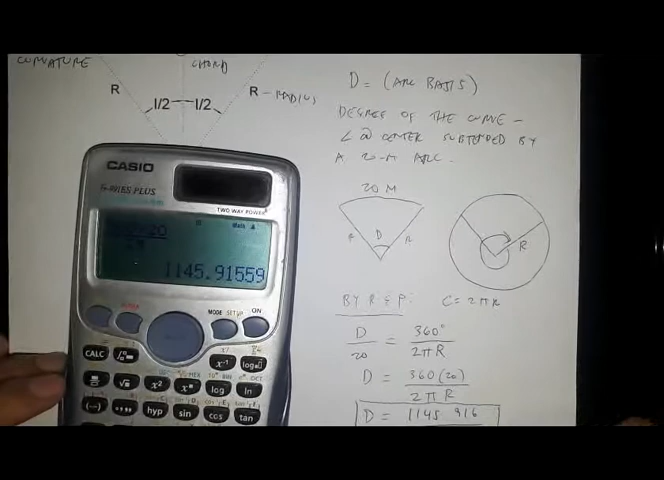 CURVATURE
CHORD
R
I/2
I/2
R - RADIUS
D = (ARC BASIS)
DEGREE OF THE CURVE -
∠ @ CENTER SUBTENDED BY
A 20-M ARC.
20 M
R
D
R
R
BY R & P: C = 2πR
D/20 = 360°/2πR
D = 360(20)/2πR
D = 1145.916
CASIO
fx-991ES PLUS
TWO WAY POWER
Math
1145.91559
MODE SETUP ON
CALC
x⁻¹
log
x²
log
ln
(-)
hyp
sin
cos
tan